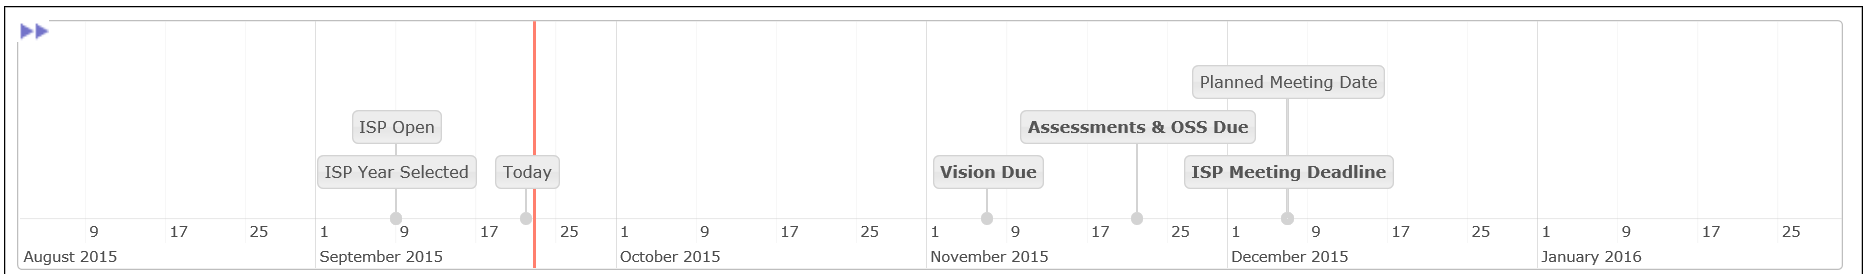 Planned Meeting Date
ISP Open
Assessments & OSS Due
ISP Year Selected
Today
Vision Due
ISP Meeting Deadline
9 17 25 1 9 17 25 1 9 17 25 1 9 17 25 1 9 17 25 1 9 17 25
August 2015 September 2015 October 2015 November 2015 December 2015 January 2016